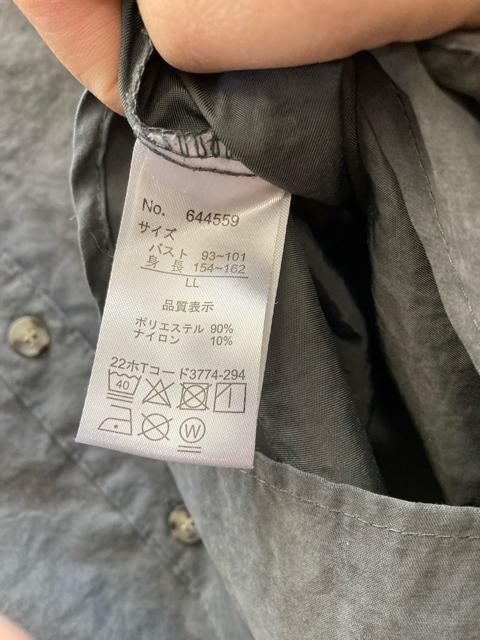 No. 644559
サイズ
バスト 93~101
身 長 154~162
LL
品質表示
ポリエステル 90%
ナイロン 10%
22ホTコード3774-294
40
W